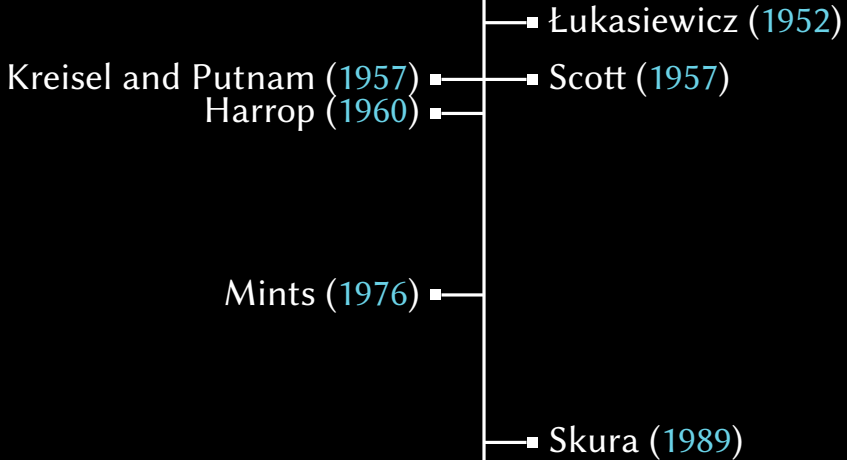 Łukasiewicz (1952)
Kreisel and Putnam (1957)
Scott (1957)
Harrop (1960)
Mints (1976)
Skura (1989)